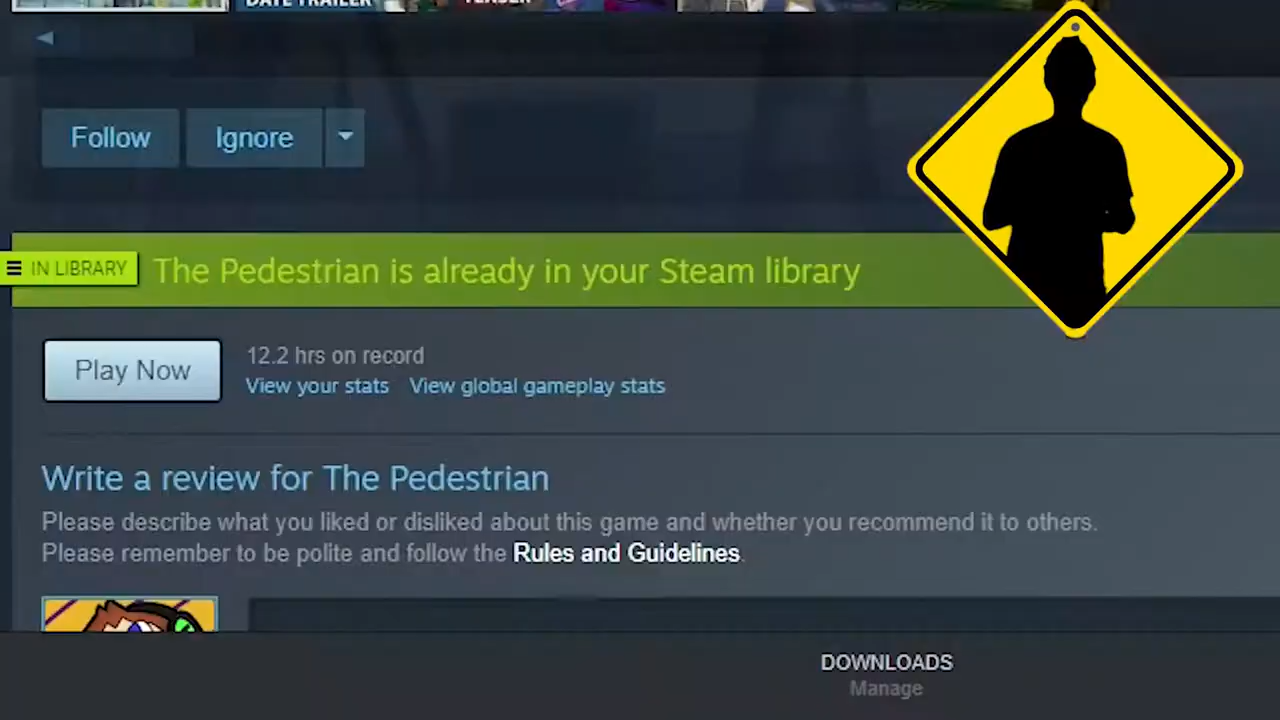 DATE TRAILER
TEASER
Follow
Ignore
IN LIBRARY
The Pedestrian is already in your Steam library
Play Now
12.2 hrs on record
View your stats
View global gameplay stats
Write a review for The Pedestrian
Please describe what you liked or disliked about this game and whether you recommend it to others.
Please remember to be polite and follow the Rules and Guidelines.
DOWNLOADS
Manage